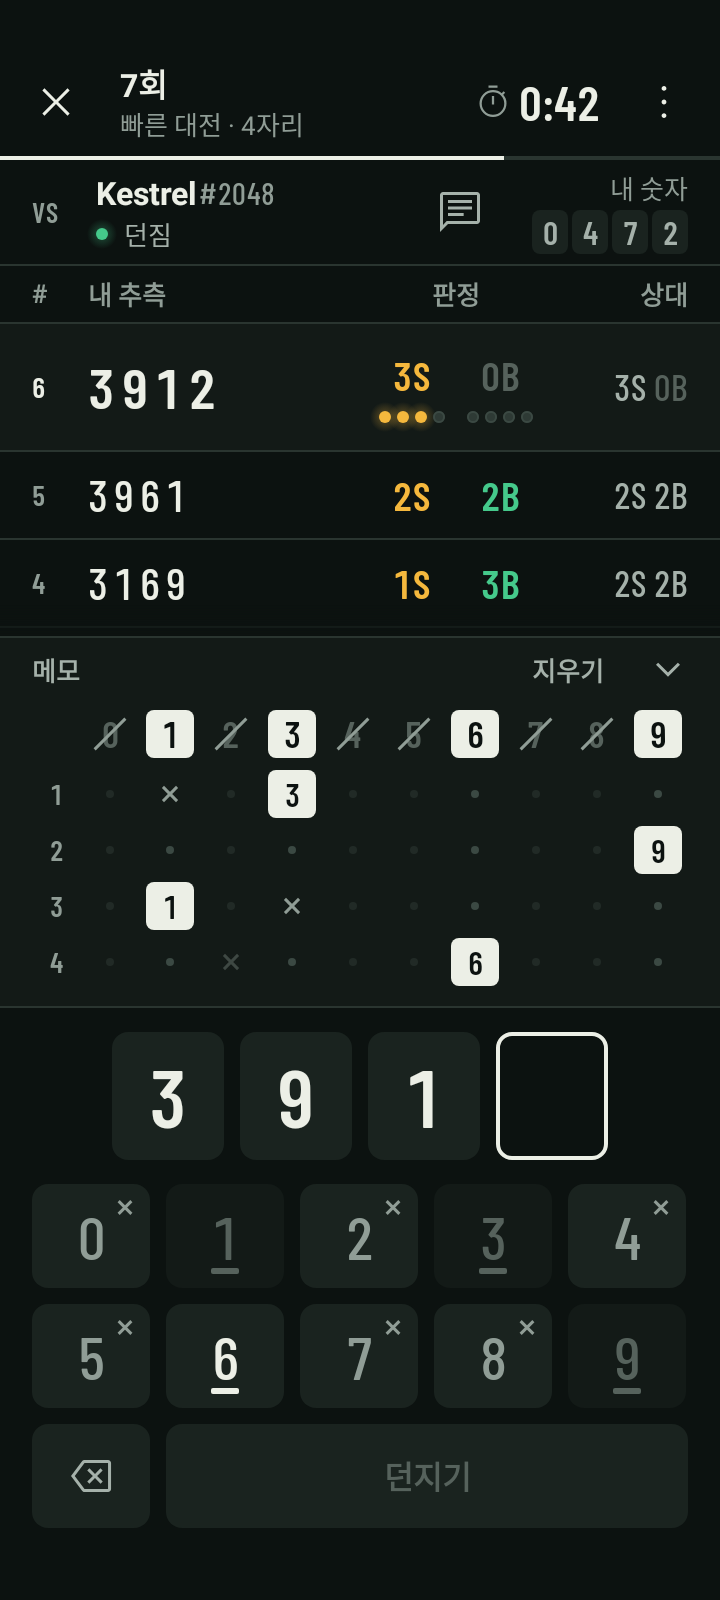 7회
빠른 대전 · 4자리
0:42
VS
Kestrel #2048
던짐
내 숫자
0 4 7 2
# 내 추측 판정 상대
6 3912 3S 0B 3S 0B
5 3961 2S 2B 2S 2B
4 3169 1S 3B 2S 2B
메모 지우기
0 1 2 3 4 5 6 7 8 9
1 × 3
2 9
3 1 ×
4 × 6
3 9 1
0 × 1 2 × 3 4 ×
5 × 6 7 × 8 × 9
던지기